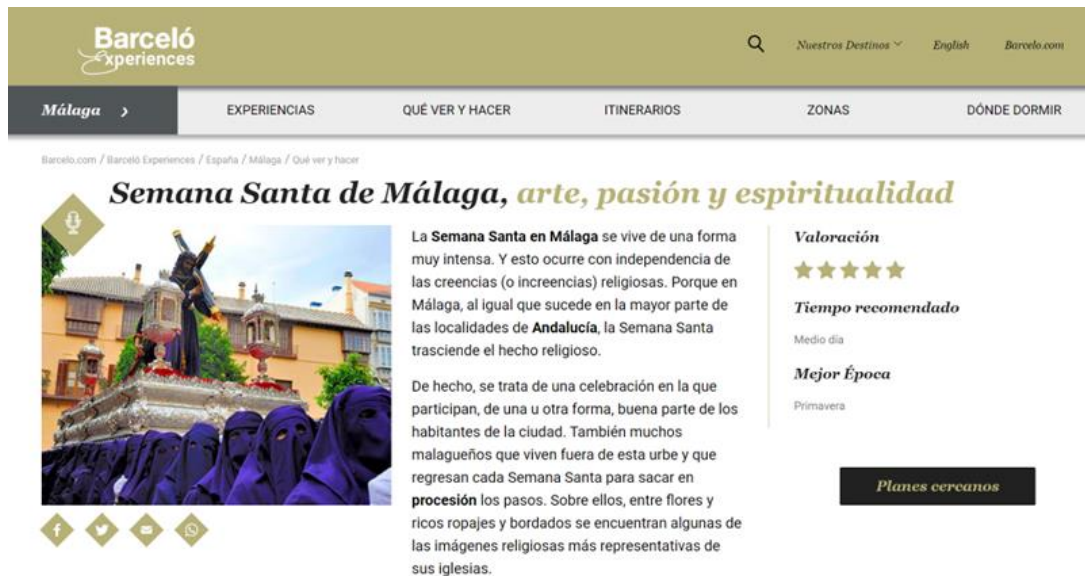 Barceló
Experiences
Nuestros Destinos
English
Barcelo.com
Málaga
EXPERIENCIAS
QUÉ VER Y HACER
ITINERARIOS
ZONAS
DÓNDE DORMIR
Barcelo.com / Barceló Experiences / España / Málaga / Qué ver y hacer
Semana Santa de Málaga, arte, pasión y espiritualidad
La Semana Santa en Málaga se vive de una forma
muy intensa. Y esto ocurre con independencia de
las creencias (o increencias) religiosas. Porque en
Málaga, al igual que sucede en la mayor parte de
las localidades de Andalucía, la Semana Santa
trasciende el hecho religioso.
De hecho, se trata de una celebración en la que
participan, de una u otra forma, buena parte de los
habitantes de la ciudad. También muchos
malagueños que viven fuera de esta urbe y que
regresan cada Semana Santa para sacar en
procesión los pasos. Sobre ellos, entre flores y
ricos ropajes y bordados se encuentran algunas de
las imágenes religiosas más representativas de
sus iglesias.
Valoración
Tiempo recomendado
Medio día
Mejor Época
Primavera
Planes cercanos